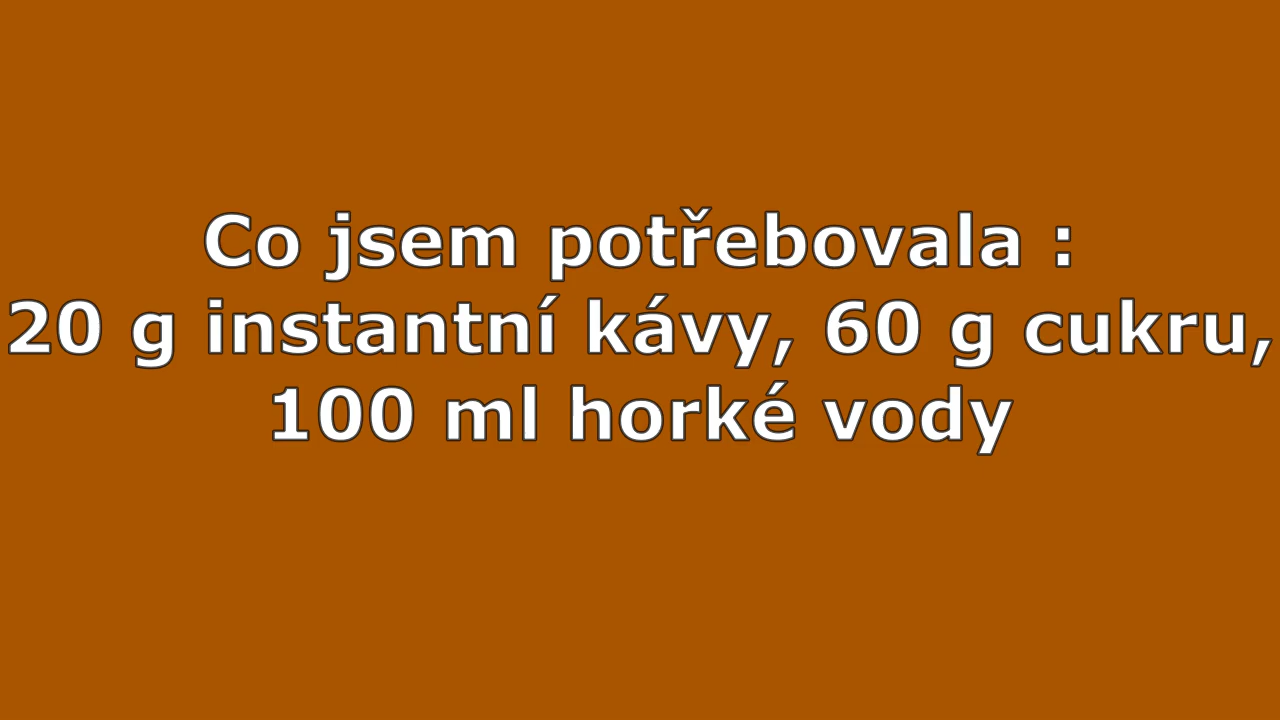 Co jsem potřebovala :
20 g instantní kávy, 60 g cukru,
100 ml horké vody